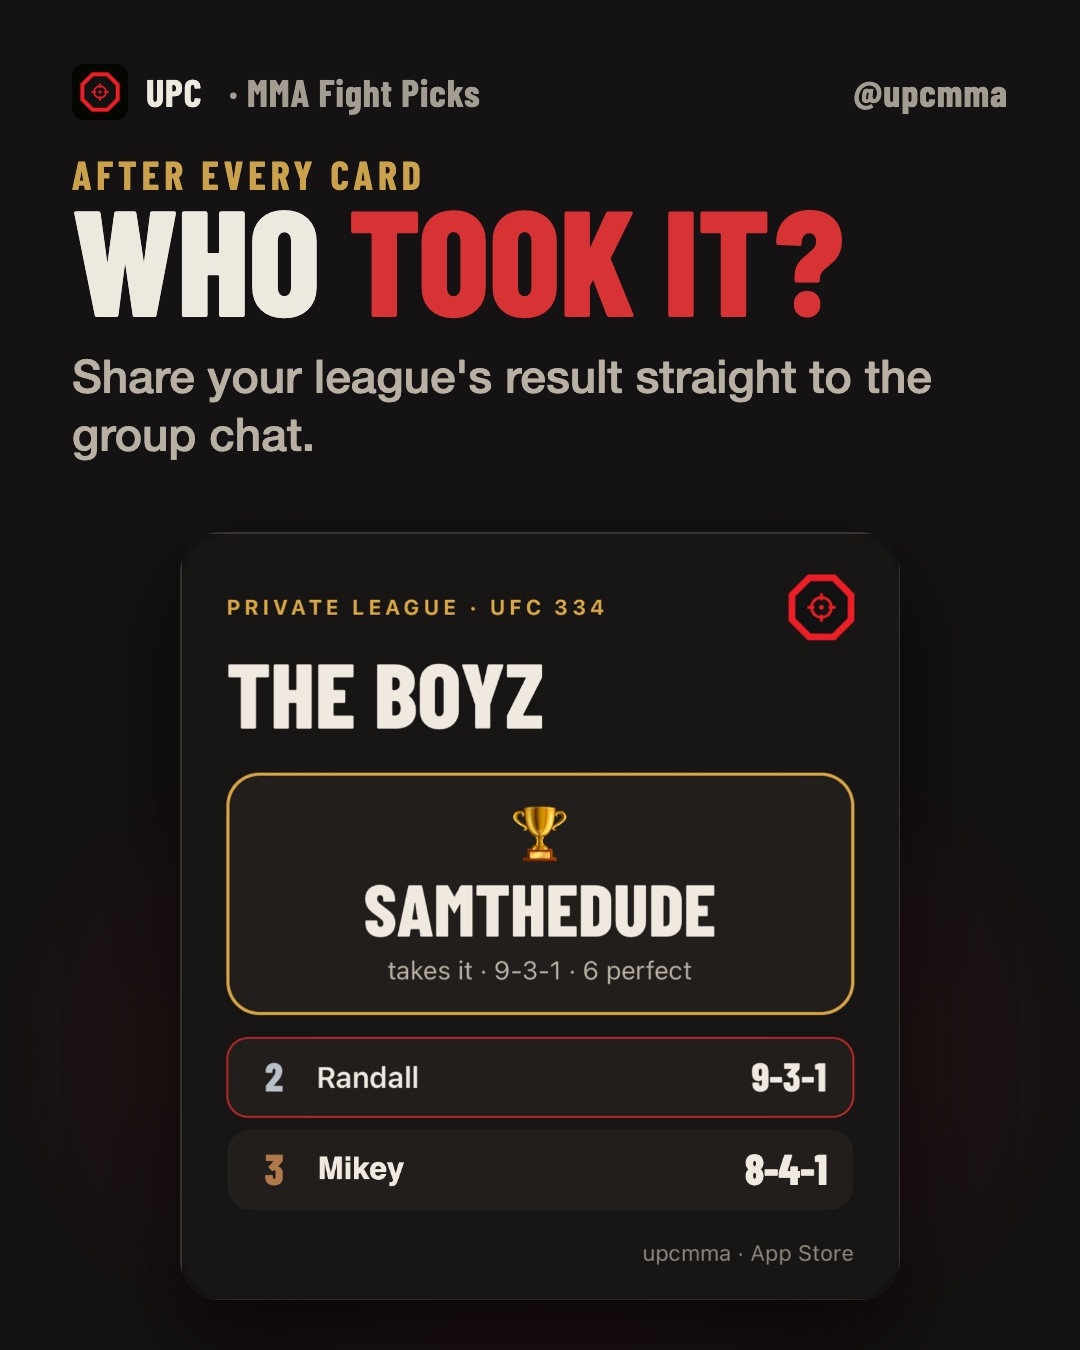 UPC · MMA Fight Picks
@upcmma
AFTER EVERY CARD
WHO TOOK IT?
Share your league's result straight to the
group chat.
PRIVATE LEAGUE · UFC 334
THE BOYZ
SAMTHEDUDE
takes it · 9-3-1 · 6 perfect
2 Randall 9-3-1
3 Mikey 8-4-1
upcmma · App Store